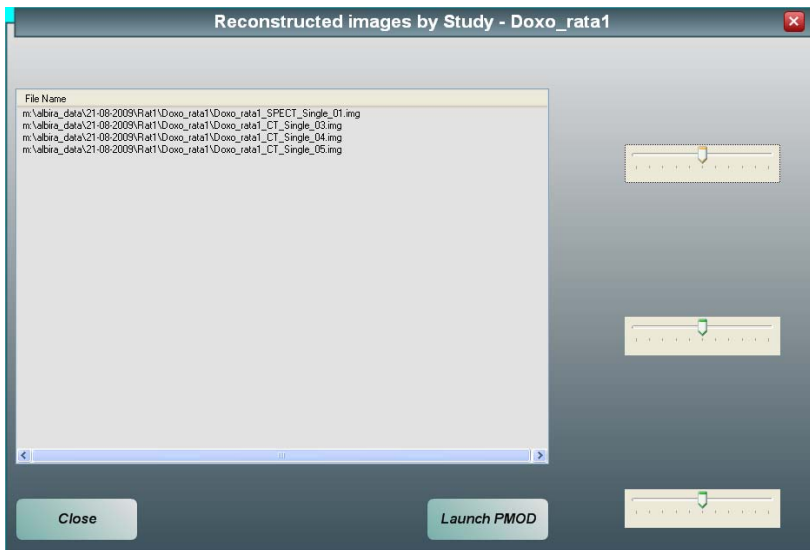 Reconstructed images by Study - Doxo_rata1
File Name
m:\albira_data\21-08-2009\Rat1\Doxo_rata1\Doxo_rata1_SPECT_Single_01.img
m:\albira_data\21-08-2009\Rat1\Doxo_rata1\Doxo_rata1_CT_Single_03.img
m:\albira_data\21-08-2009\Rat1\Doxo_rata1\Doxo_rata1_CT_Single_04.img
m:\albira_data\21-08-2009\Rat1\Doxo_rata1\Doxo_rata1_CT_Single_05.img
Close
Launch PMOD